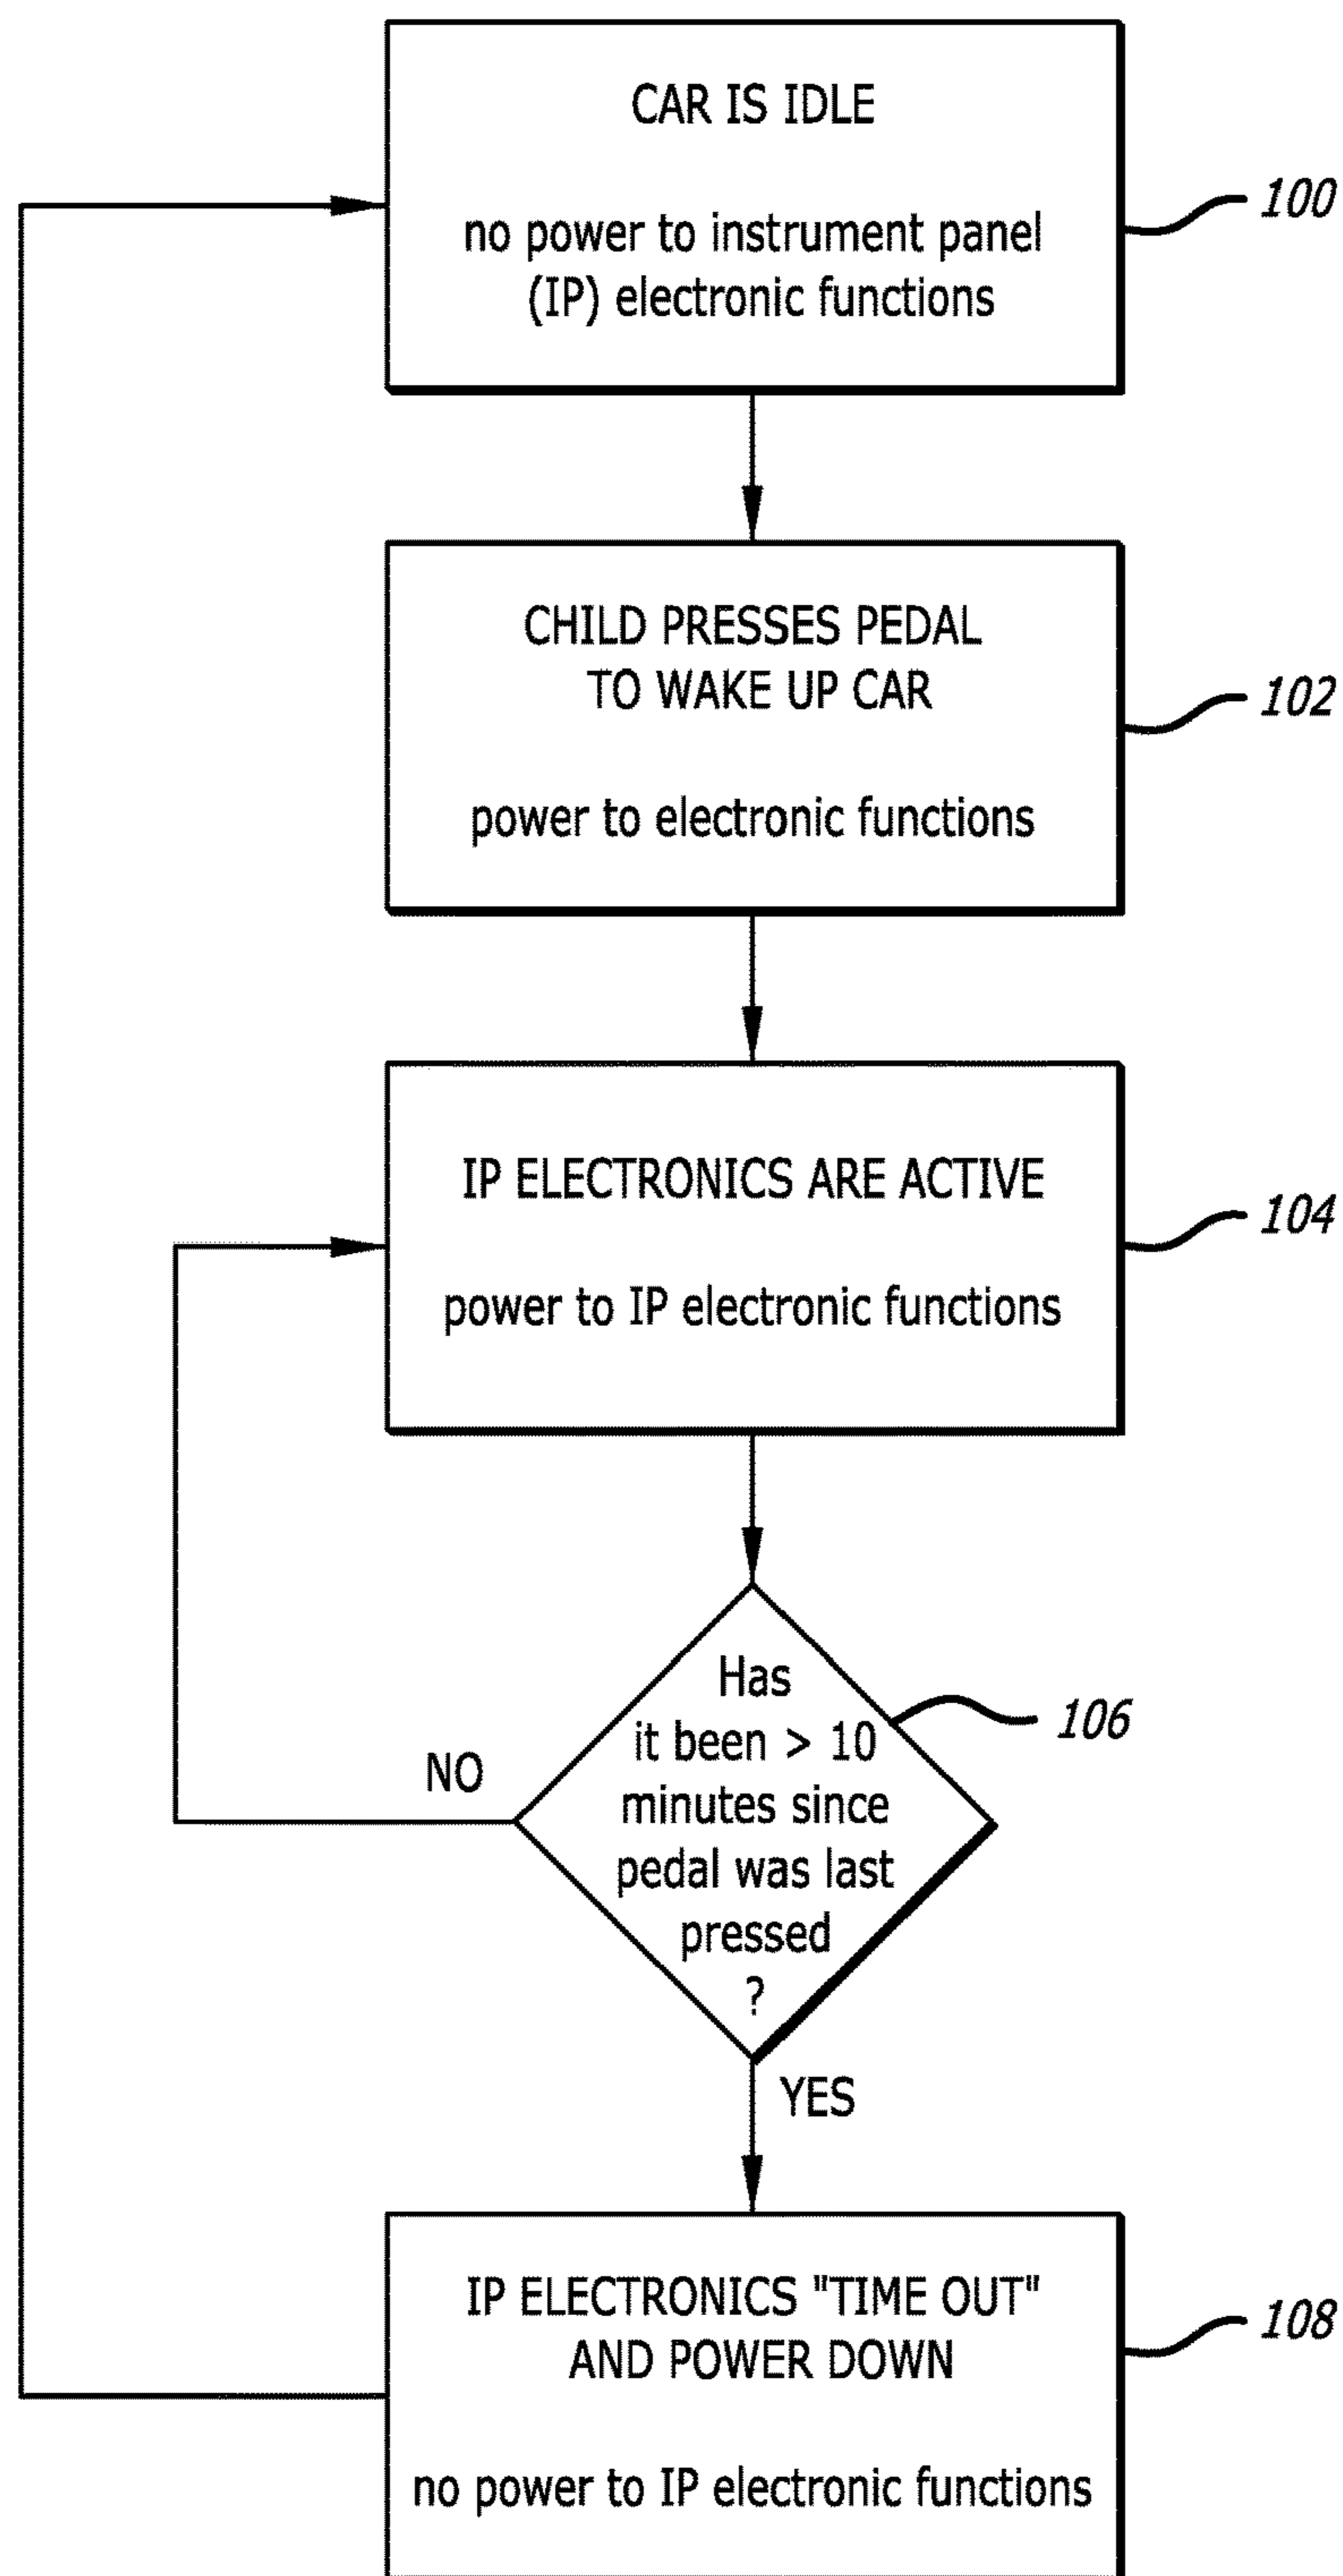 CAR IS IDLE
no power to instrument panel
(IP) electronic functions
100
CHILD PRESSES PEDAL
TO WAKE UP CAR
power to electronic functions
102
IP ELECTRONICS ARE ACTIVE
power to IP electronic functions
104
Has
it been > 10
minutes since
pedal was last
pressed
?
106
NO
YES
IP ELECTRONICS "TIME OUT"
AND POWER DOWN
no power to IP electronic functions
108